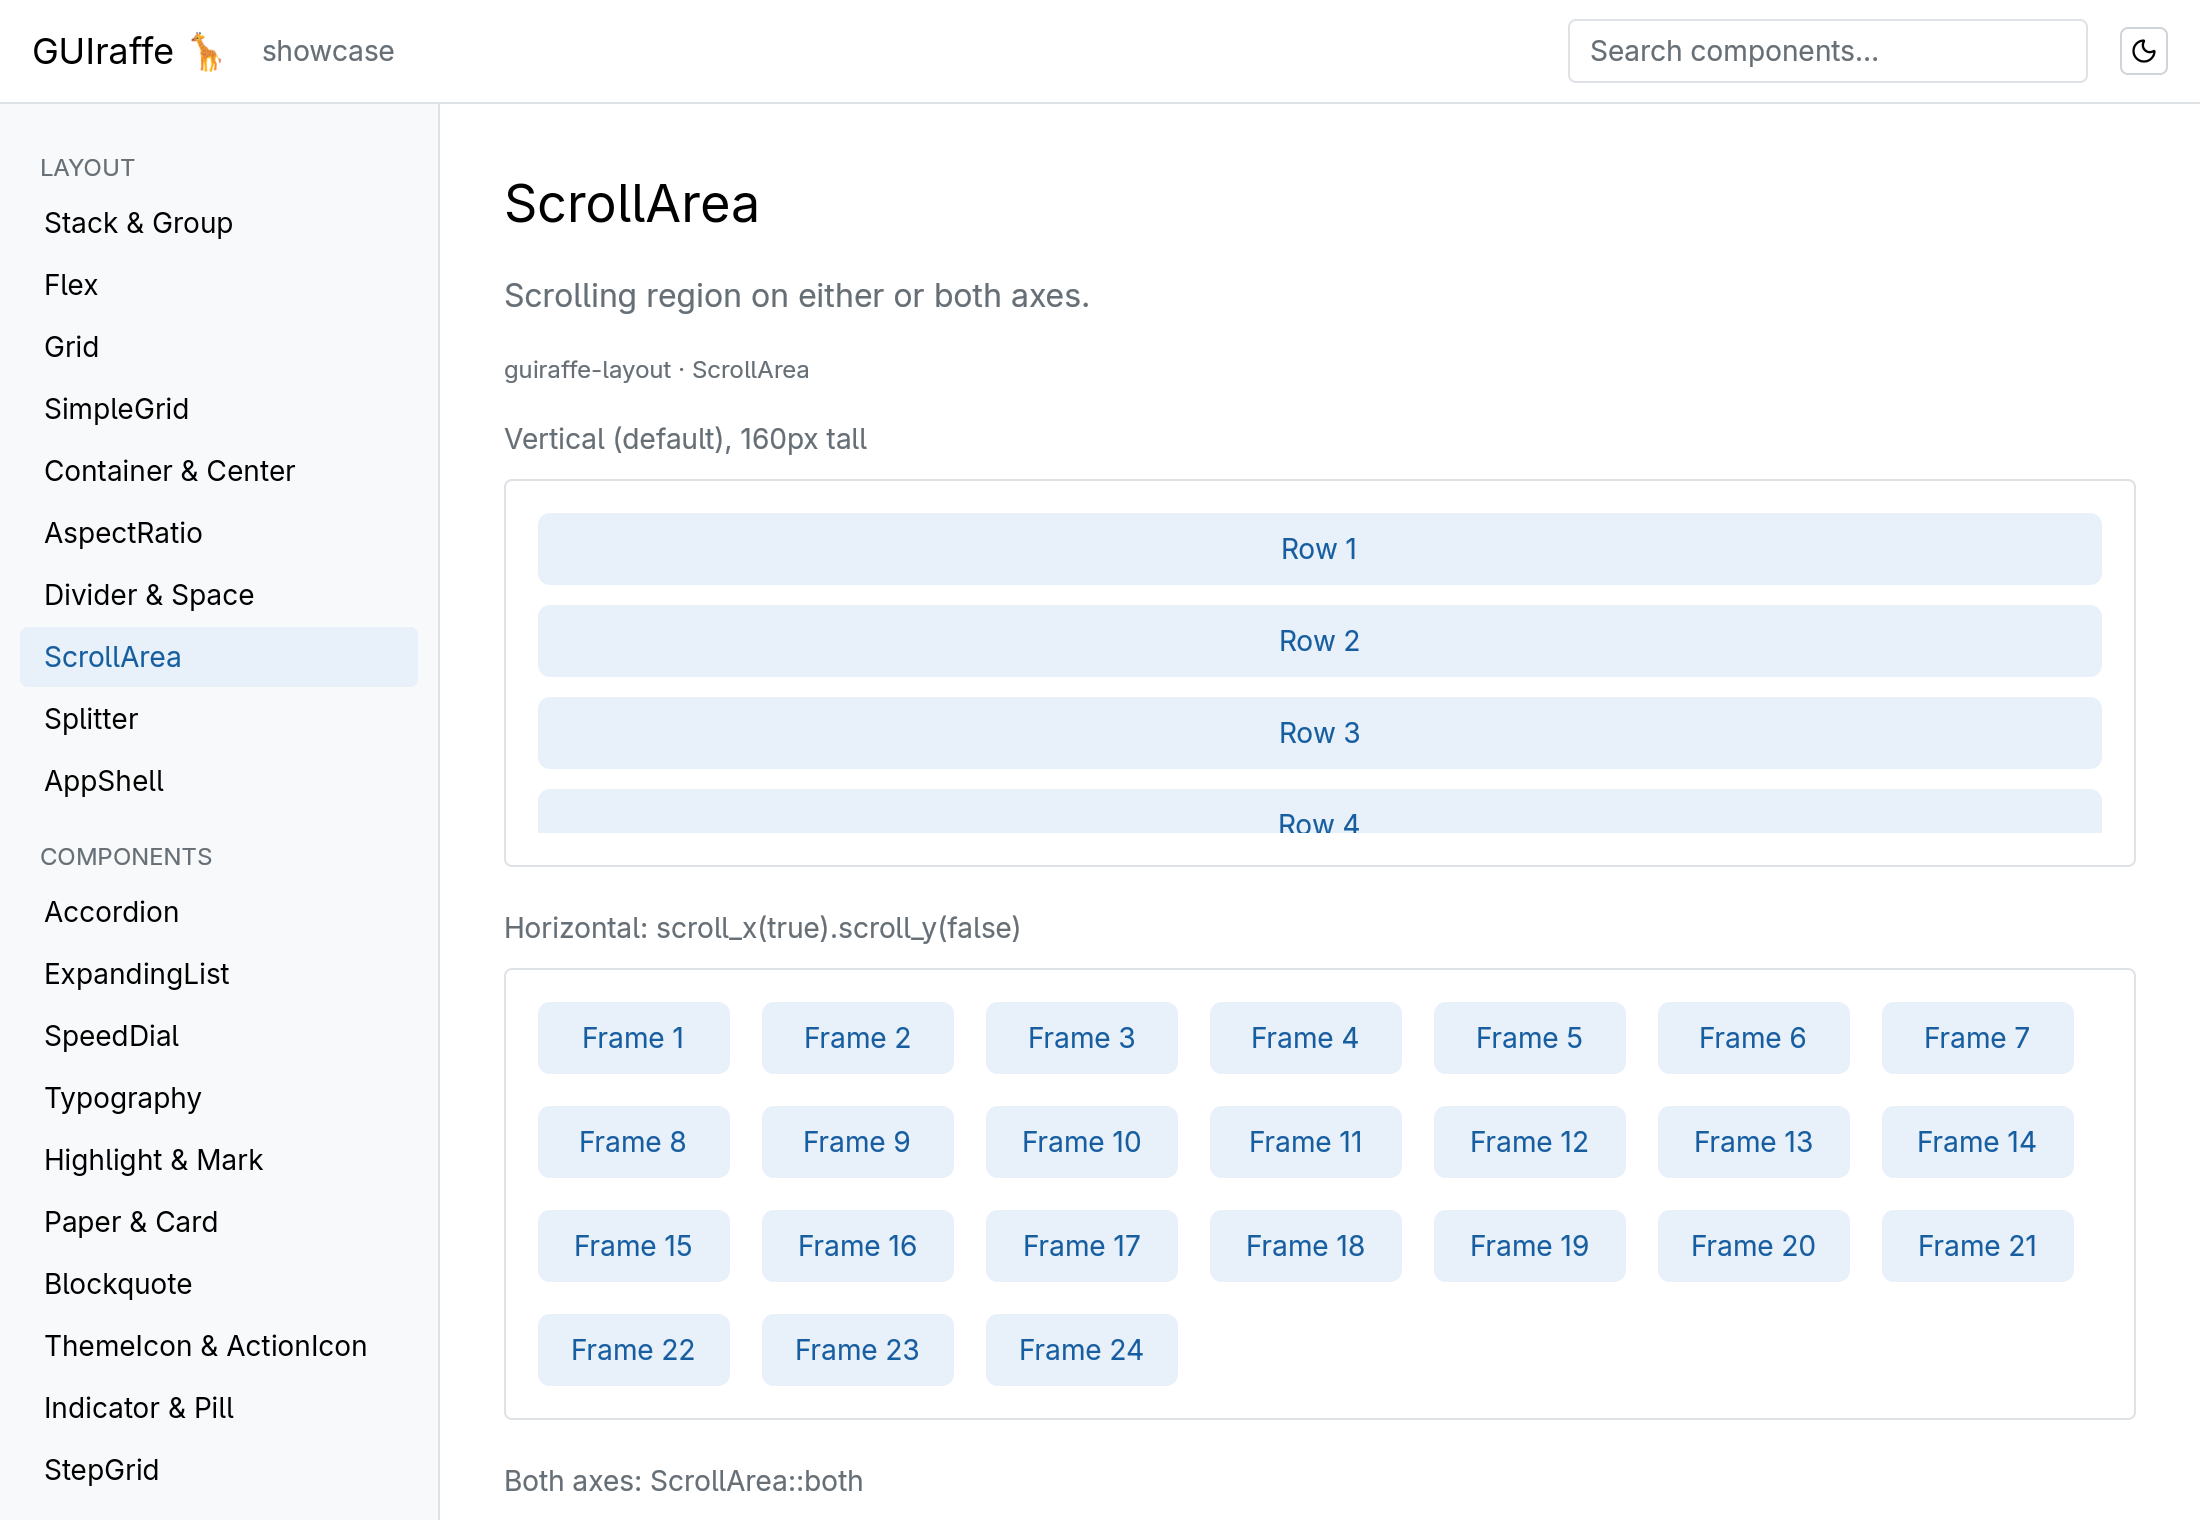 GUIraffe 🦒 showcase
Search components...
LAYOUT
Stack & Group
Flex
Grid
SimpleGrid
Container & Center
AspectRatio
Divider & Space
ScrollArea
Splitter
AppShell
COMPONENTS
Accordion
ExpandingList
SpeedDial
Typography
Highlight & Mark
Paper & Card
Blockquote
ThemeIcon & ActionIcon
Indicator & Pill
StepGrid
ScrollArea
Scrolling region on either or both axes.
guiraffe-layout · ScrollArea
Vertical (default), 160px tall
Row 1
Row 2
Row 3
Row 4
Horizontal: scroll_x(true).scroll_y(false)
Frame 1 Frame 2 Frame 3 Frame 4 Frame 5 Frame 6 Frame 7
Frame 8 Frame 9 Frame 10 Frame 11 Frame 12 Frame 13 Frame 14
Frame 15 Frame 16 Frame 17 Frame 18 Frame 19 Frame 20 Frame 21
Frame 22 Frame 23 Frame 24
Both axes: ScrollArea::both